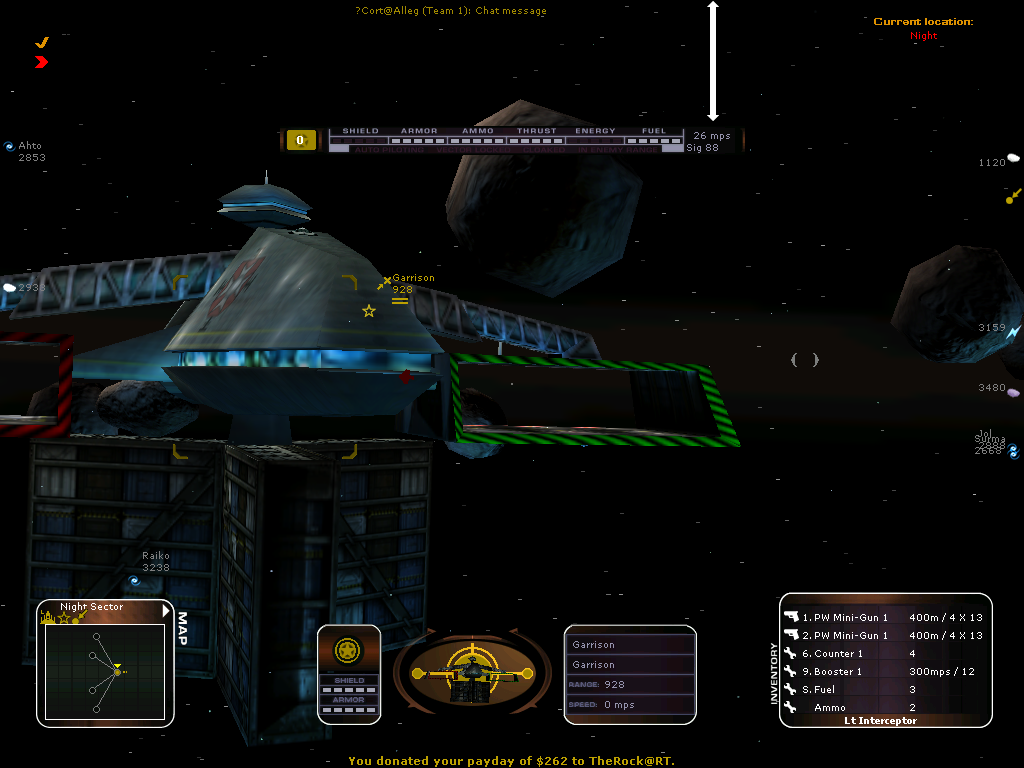 ?Cort@Alleg (Team 1): Chat message
Current location:
Night
0
SHIELD ARMOR AMMO THRUST ENERGY FUEL
26 mps
Sig 88
Ahto
2853
1120
Garrison
928
2938
3159
3480
Jol
Surma
2668
Raiko
3238
Night Sector
MAP
SHIELD
ARMOR
Garrison
Garrison
RANGE: 928
SPEED: 0 mps
INVENTORY
1. PW Mini-Gun 1 400m / 4 X 13
2. PW Mini-Gun 1 400m / 4 X 13
6. Counter 1 4
9. Booster 1 300mps / 12
S. Fuel 3
Ammo 2
Lt Interceptor
You donated your payday of $262 to TheRock@RT.